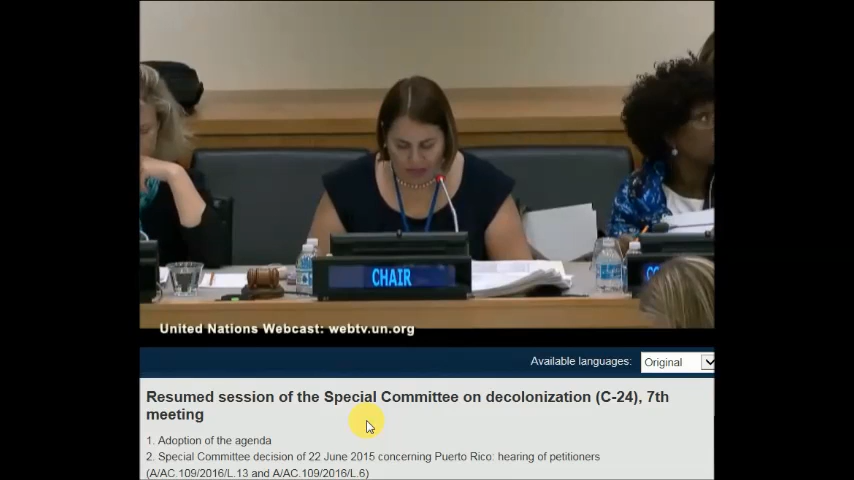 CHAIR
CO
United Nations Webcast: webtv.un.org
Available languages: Original
Resumed session of the Special Committee on decolonization (C-24), 7th
meeting
1. Adoption of the agenda
2. Special Committee decision of 22 June 2015 concerning Puerto Rico: hearing of petitioners
(A/AC.109/2016/L.13 and A/AC.109/2016/L.6)